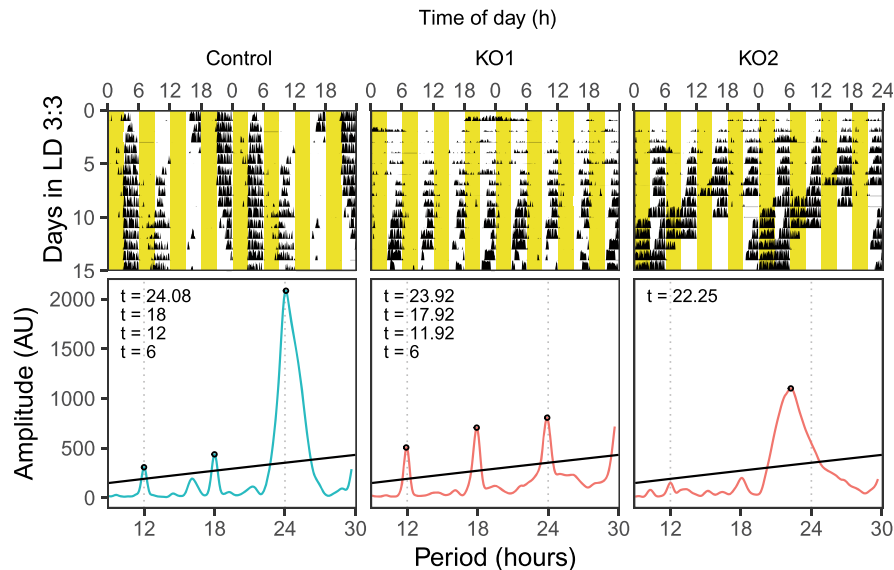 Time of day (h)
Control KO1 KO2
0 6 12 18 0 6 12 18 0 6 12 18 0 6 12 18 0 6 12 18 0 6 12 18 24
Days in LD 3:3
0
5
10
15
Amplitude (AU)
2000
1500
1000
500
0
t = 24.08
t = 18
t = 12
t = 6
t = 23.92
t = 17.92
t = 11.92
t = 6
t = 22.25
12 18 24 30 12 18 24 30 12 18 24 30
Period (hours)